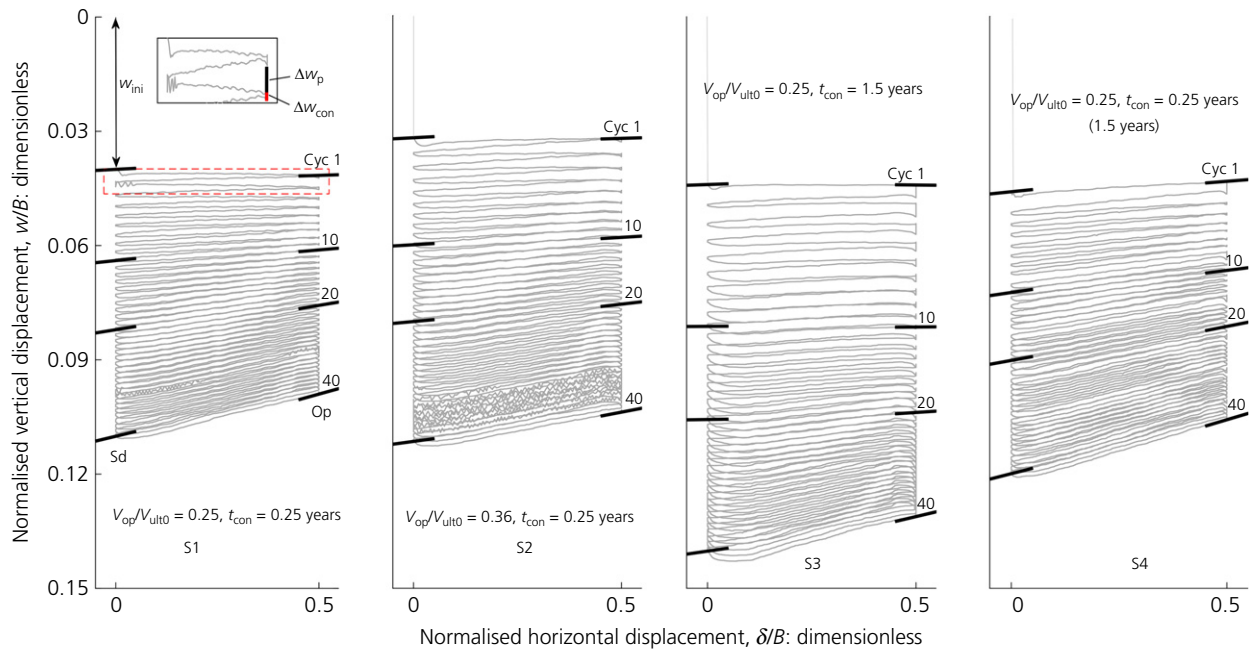 Normalised vertical displacement, w/B: dimensionless
0
0.03
0.06
0.09
0.12
0.15
w_ini
Δw_p
Δw_con
Cyc 1
10
20
40
Op
Sd
V_op/V_ult0 = 0.25, t_con = 0.25 years
S1
0
0.5
Cyc 1
10
20
40
V_op/V_ult0 = 0.36, t_con = 0.25 years
S2
0
0.5
V_op/V_ult0 = 0.25, t_con = 1.5 years
Cyc 1
10
20
40
S3
0
0.5
V_op/V_ult0 = 0.25, t_con = 0.25 years
(1.5 years)
Cyc 1
10
20
40
S4
0
0.5
Normalised horizontal displacement, δ/B: dimensionless